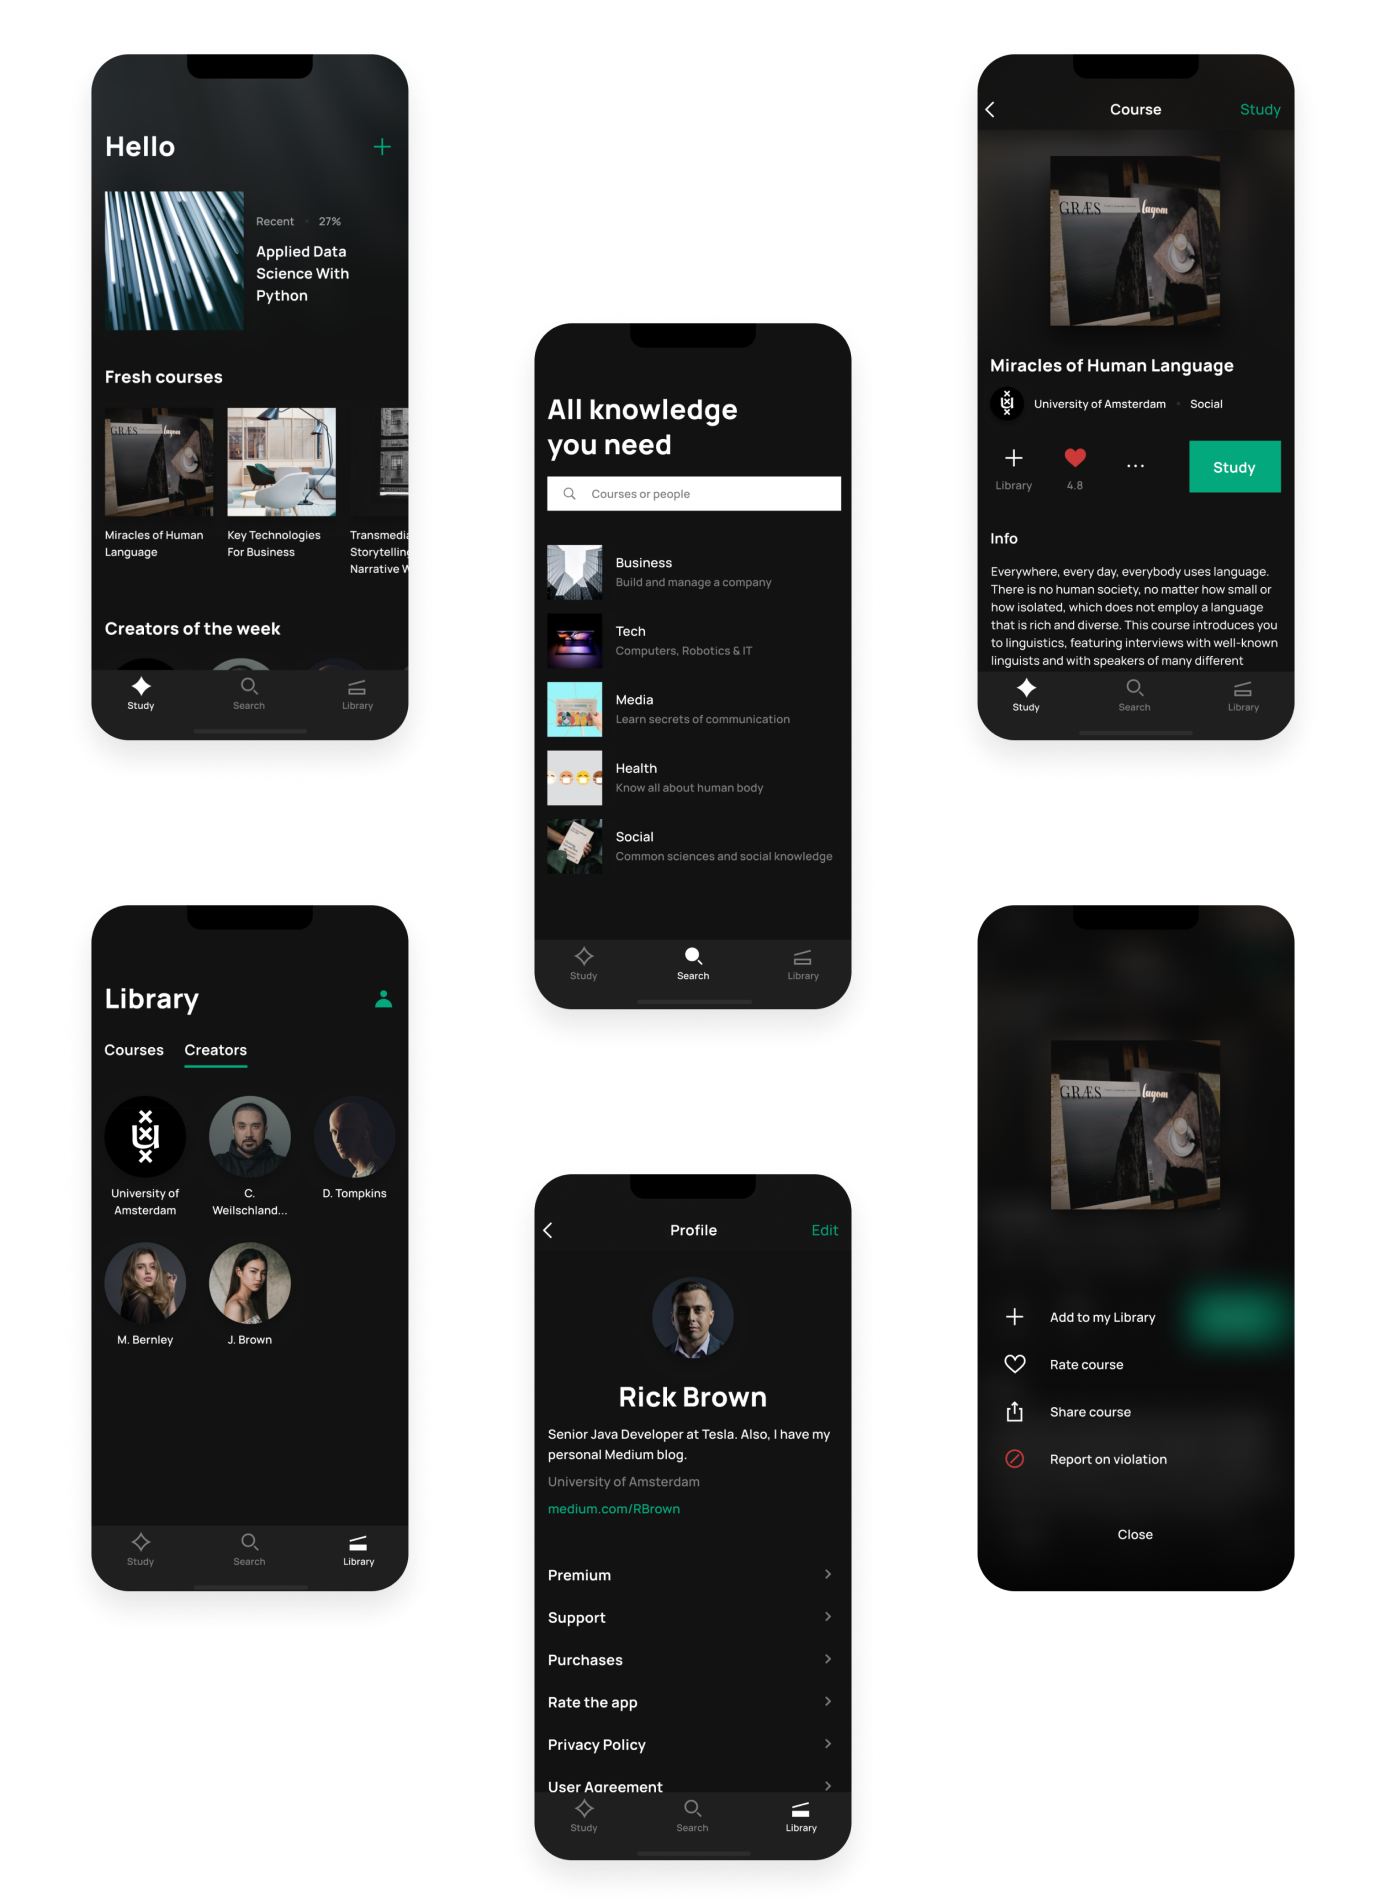 Hello
Recent • 27%
Applied Data
Science With
Python
Fresh courses
GRÆS
lagom
Miracles of Human
Language
Key Technologies
For Business
Transmedia
Storytelling
Narrative W
Creators of the week
Study
Search
Library
All knowledge
you need
Courses or people
Business
Build and manage a company
Tech
Computers, Robotics & IT
Media
Learn secrets of communication
Health
Know all about human body
Social
Common sciences and social knowledge
Study
Search
Library
Course
Study
GRÆS
lagom
Miracles of Human Language
University of Amsterdam • Social
Library
4.8
...
Study
Info
Everywhere, every day, everybody uses language.
There is no human society, no matter how small or
how isolated, which does not employ a language
that is rich and diverse. This course introduces you
to linguistics, featuring interviews with well-known
linguists and with speakers of many different
Study
Search
Library
Library
Courses
Creators
University of
Amsterdam
C.
Weilschland...
D. Tompkins
M. Bernley
J. Brown
Study
Search
Library
Profile
Edit
Rick Brown
Senior Java Developer at Tesla. Also, I have my
personal Medium blog.
University of Amsterdam
medium.com/RBrown
Premium
Support
Purchases
Rate the app
Privacy Policy
User Agreement
Study
Search
Library
GRÆS
lagom
Add to my Library
Rate course
Share course
Report on violation
Close